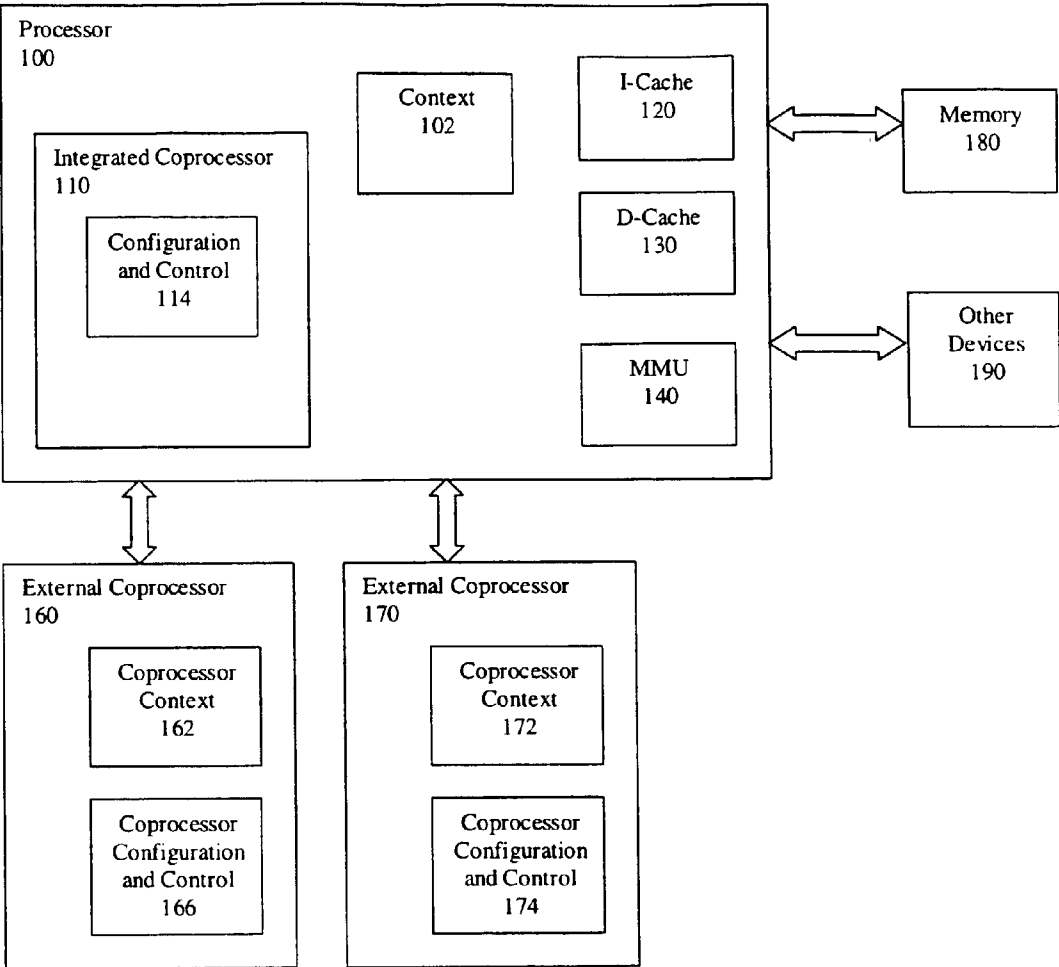 Processor
100
Context
102
I-Cache
120
Memory
180
Integrated Coprocessor
110
D-Cache
130
Configuration
and Control
114
Other
Devices
190
MMU
140
External Coprocessor
160
External Coprocessor
170
Coprocessor
Context
162
Coprocessor
Context
172
Coprocessor
Configuration
and Control
166
Coprocessor
Configuration
and Control
174